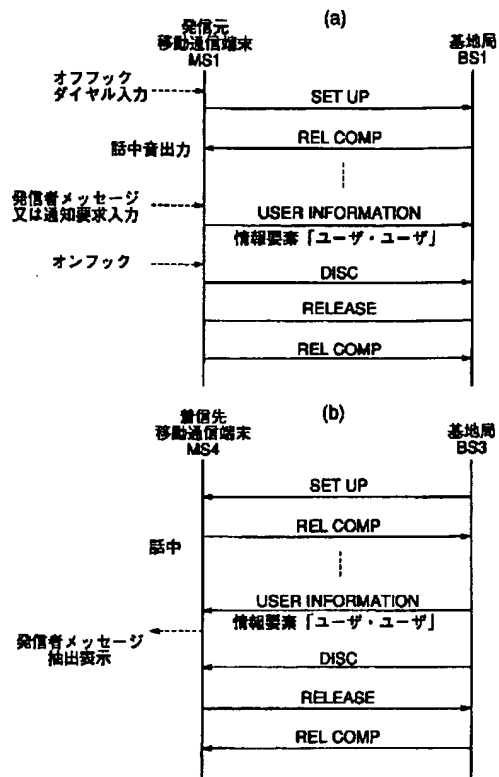 (a)
発信元
移動通信端末
MS1
基地局
BS1
オフフック
ダイヤル入力
SET UP
REL COMP
話中音出力
発信者メッセージ
又は通知要求入力
USER INFORMATION
情報要素「ユーザ・ユーザ」
オンフック
DISC
RELEASE
REL COMP
(b)
着信先
移動通信端末
MS4
基地局
BS3
SET UP
REL COMP
話中
USER INFORMATION
情報要素「ユーザ・ユーザ」
発信者メッセージ
抽出表示
DISC
RELEASE
REL COMP